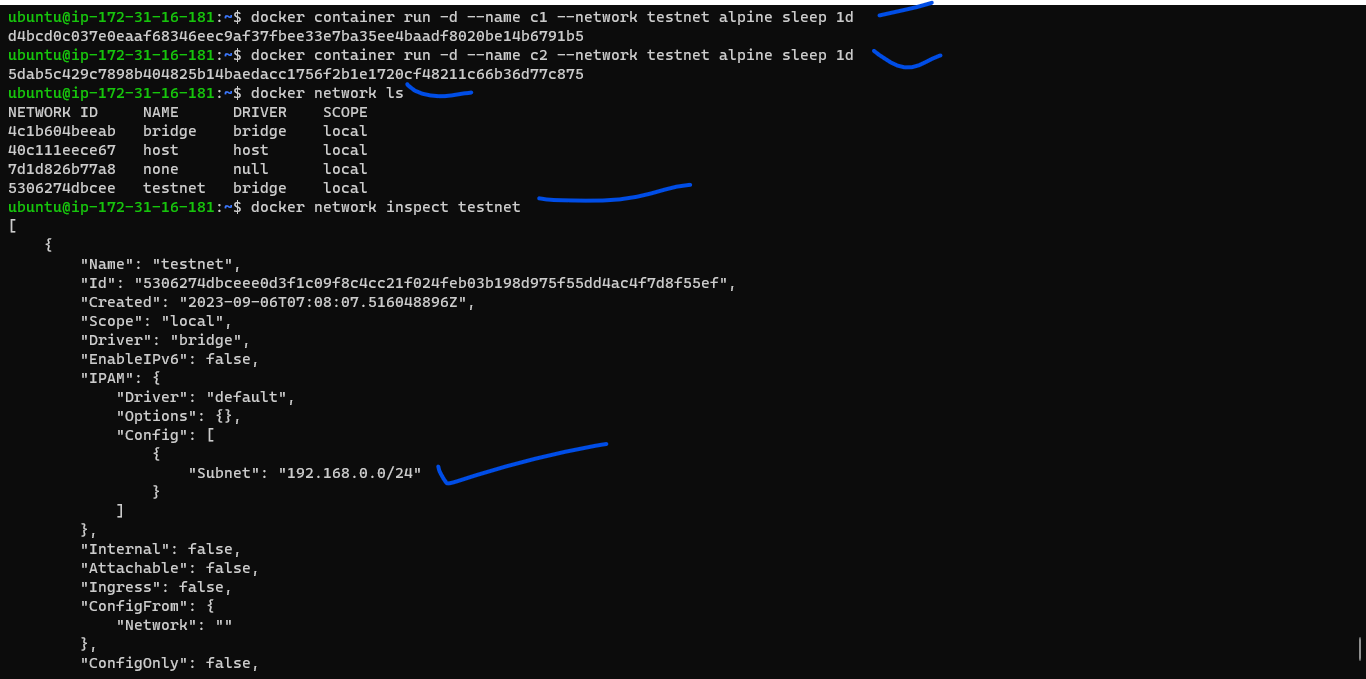 ubuntu@ip-172-31-16-181:~$ docker container run -d --name c1 --network testnet alpine sleep 1d
d4bcd0c037e0eaaf68346eec9af37fbee33e7ba35ee4baadf8020be14b6791b5
ubuntu@ip-172-31-16-181:~$ docker container run -d --name c2 --network testnet alpine sleep 1d
5dab5c429c7898b404825b14baedacc1756f2b1e1720cf48211c66b36d77c875
ubuntu@ip-172-31-16-181:~$ docker network ls
NETWORK ID     NAME      DRIVER    SCOPE
4c1b604beeab   bridge    bridge    local
40c111eece67   host      host      local
7d1d826b77a8   none      null      local
5306274dbcee   testnet   bridge    local
ubuntu@ip-172-31-16-181:~$ docker network inspect testnet
[
    {
        "Name": "testnet",
        "Id": "5306274dbceee0d3f1c09f8c4cc21f024feb03b198d975f55dd4ac4f7d8f55ef",
        "Created": "2023-09-06T07:08:07.516048896Z",
        "Scope": "local",
        "Driver": "bridge",
        "EnableIPv6": false,
        "IPAM": {
            "Driver": "default",
            "Options": {},
            "Config": [
                {
                    "Subnet": "192.168.0.0/24"
                }
            ]
        },
        "Internal": false,
        "Attachable": false,
        "Ingress": false,
        "ConfigFrom": {
            "Network": ""
        },
        "ConfigOnly": false,